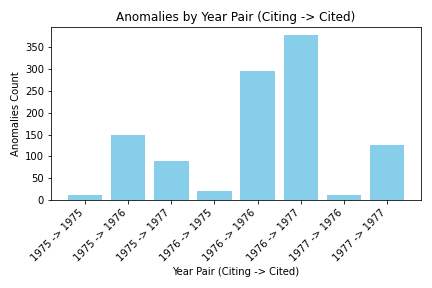 Anomalies by Year Pair (Citing -> Cited)
Anomalies Count
350
300
250
200
150
100
50
0
1975 -> 1975
1975 -> 1976
1975 -> 1977
1976 -> 1975
1976 -> 1976
1976 -> 1977
1977 -> 1976
1977 -> 1977
Year Pair (Citing -> Cited)